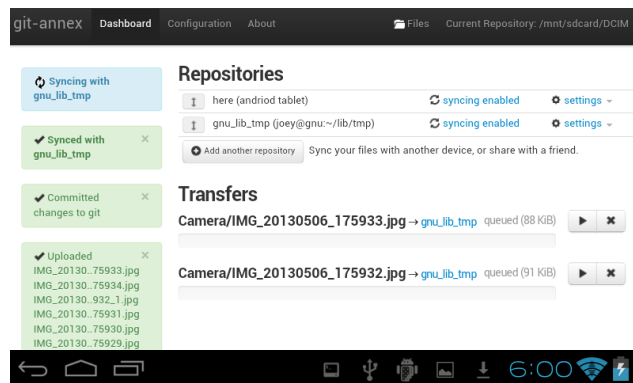 git-annex Dashboard Configuration About Files Current Repository: /mnt/sdcard/DCIM
Syncing with
gnu_lib_tmp
Synced with ×
gnu_lib_tmp
Committed ×
changes to git
Uploaded ×
IMG_20130..75933.jpg
IMG_20130..75934.jpg
IMG_20130..932_1.jpg
IMG_20130..75931.jpg
IMG_20130..75930.jpg
IMG_20130..75929.jpg
Repositories
here (andriod tablet) syncing enabled settings
gnu_lib_tmp (joey@gnu:~/lib/tmp) syncing enabled settings
Add another repository Sync your files with another device, or share with a friend.
Transfers
Camera/IMG_20130506_175933.jpg → gnu_lib_tmp queued (88 KiB)
Camera/IMG_20130506_175932.jpg → gnu_lib_tmp queued (91 KiB)
6:00